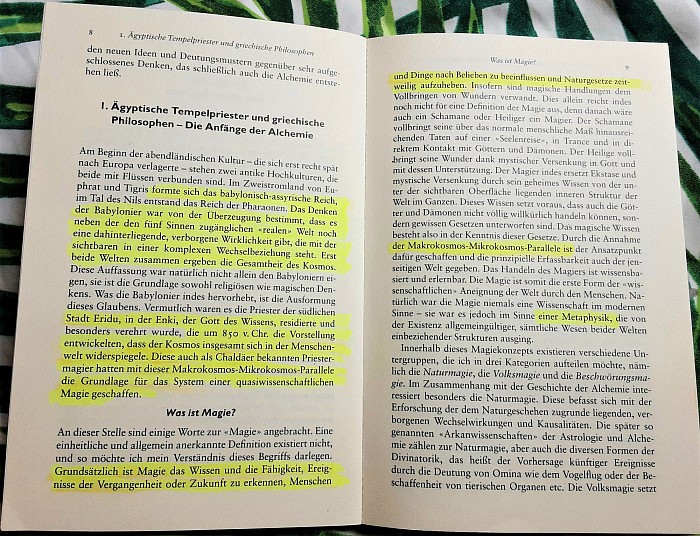 8 1. Ägyptische Tempelpriester und griechische Philosophen
den neuen Ideen und Deutungsmustern gegenüber sehr aufge-
schlossenes Denken, das schließlich auch die Alchemie entste-
hen ließ.
1. Ägyptische Tempelpriester und griechische
Philosophen – Die Anfänge der Alchemie
Am Beginn der abendländischen Kultur – die sich erst recht spät
nach Europa verlagerte – stehen zwei antike Hochkulturen, die
beide mit Flüssen verbunden sind. Im Zweistromland von Eu-
phrat und Tigris formte sich das babylonisch-assyrische Reich,
im Tal des Nils entstand das Reich der Pharaonen. Das Denken
der Babylonier war von der Überzeugung bestimmt, dass es
neben der den fünf Sinnen zugänglichen «realen» Welt noch
eine dahinterliegende, verborgene Wirklichkeit gibt, die mit der
sichtbaren in einer komplexen Wechselbeziehung steht. Erst
beide Welten zusammen ergeben die Gesamtheit des Kosmos.
Diese Auffassung war natürlich nicht allein den Babyloniern ei-
gen, sie ist die Grundlage sowohl religiösen wie magischen Den-
kens. Was die Babylonier indes hervorhebt, ist die Ausformung
dieses Glaubens. Vermutlich waren es die Priester der südlichen
Stadt Eridu, in der Enki, der Gott des Wissens, residierte und
besonders verehrt wurde, die um 850 v. Chr. die Vorstellung
entwickelten, dass der Kosmos insgesamt sich in der Menschen-
welt widerspiegele. Diese auch als Chaldäer bekannten Priester-
magier hatten mit dieser Makrokosmos-Mikrokosmos-Parallele
die Grundlage für das System einer quasiwissenschaftlichen
Magie geschaffen.
Was ist Magie?
An dieser Stelle sind einige Worte zur «Magie» angebracht. Eine
einheitliche und allgemein anerkannte Definition existiert nicht,
und so möchte ich mein Verständnis dieses Begriffs darlegen.
Grundsätzlich ist Magie das Wissen und die Fähigkeit, Ereig-
nisse der Vergangenheit oder Zukunft zu erkennen, Menschen
Was ist Magie? 9
und Dinge nach Belieben zu beeinflussen und Naturgesetze zeit-
weilig aufzuheben. Insofern sind magische Handlungen dem
Vollbringen von Wundern verwandt. Dies allein reicht indes
noch nicht für eine Definition der Magie aus, denn danach wäre
auch ein Schamane oder Heiliger ein Magier. Der Schamane
vollbringt seine über das normale menschliche Maß hinausrei-
chenden Taten auf einer «Seelenreise», in Trance und in di-
rektem Kontakt mit Göttern und Dämonen. Der Heilige voll-
bringt seine Wunder dank mystischer Versenkung in Gott und
mit dessen Unterstützung. Der Magier indes ersetzt Ekstase und
mystische Versenkung durch sein geheimes Wissen von der un-
ter der sichtbaren Oberfläche liegenden inneren Struktur der
Welt im Ganzen. Dieses Wissen setzt voraus, dass auch die Göt-
ter und Dämonen nicht völlig willkürlich handeln können, son-
dern gewissen Gesetzen unterworfen sind. Das magische Wissen
besteht also in der Kenntnis dieser Gesetze. Durch die Annahme
der Makrokosmos-Mikrokosmos-Parallele ist der Ansatzpunkt
dafür geschaffen und die prinzipielle Erfassbarkeit auch der jen-
seitigen Welt gegeben. Das Handeln des Magiers ist wissensba-
siert und erlernbar. Die Magie ist somit die erste Form der «wis-
senschaftlichen» Aneignung der Welt durch den Menschen. Na-
türlich war die Magie niemals eine Wissenschaft im modernen
Sinne – sie war es jedoch im Sinne einer Metaphysik, die von
der Existenz allgemeingültiger, sämtliche Wesen beider Welten
einbeziehender Strukturen ausging.
Innerhalb dieses Magiekonzepts existieren verschiedene Un-
tergruppen, die ich in drei Kategorien aufteilen möchte, näm-
lich die Naturmagie, die Volksmagie und die Beschwörungsma-
gie. Im Zusammenhang mit der Geschichte der Alchemie inte-
ressiert besonders die Naturmagie. Diese befasst sich mit der
Erforschung der dem Naturgeschehen zugrunde liegenden, ver-
borgenen Wechselwirkungen und Kausalitäten. Die später so
genannten «Arkanwissenschaften» der Astrologie und Alche-
mie zählen zur Naturmagie, aber auch die diversen Formen der
Divinatorik, das heißt der Vorhersage künftiger Ereignisse
durch die Deutung von Omina wie dem Vogelflug oder der Be-
schaffenheit von tierischen Organen etc. Die Volksmagie setzt